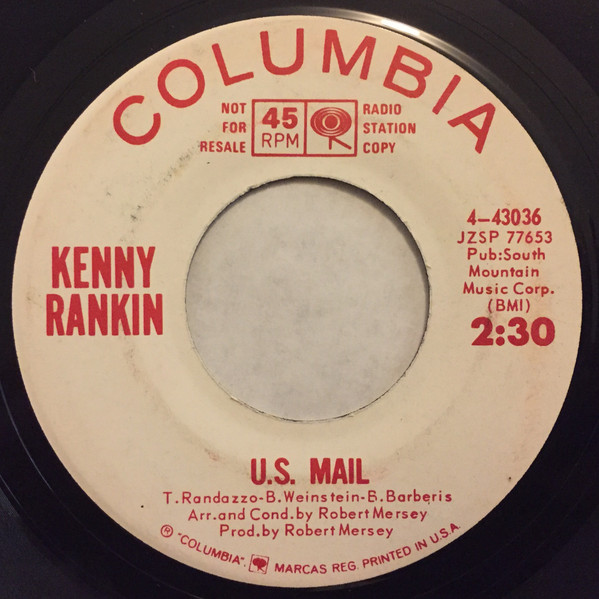 COLUMBIA
NOT
FOR
RESALE
45
RPM
RADIO
STATION
COPY
4-43036
JZSP 77653
Pub:South
Mountain
Music Corp.
(BMI)
2:30
KENNY
RANKIN
U.S. MAIL
T.Randazzo-B.Weinstein-B.Barberis
Arr.and Cond.by Robert Mersey
Prod.by Robert Mersey
® "COLUMBIA". MARCAS REG. PRINTED IN U.S.A.